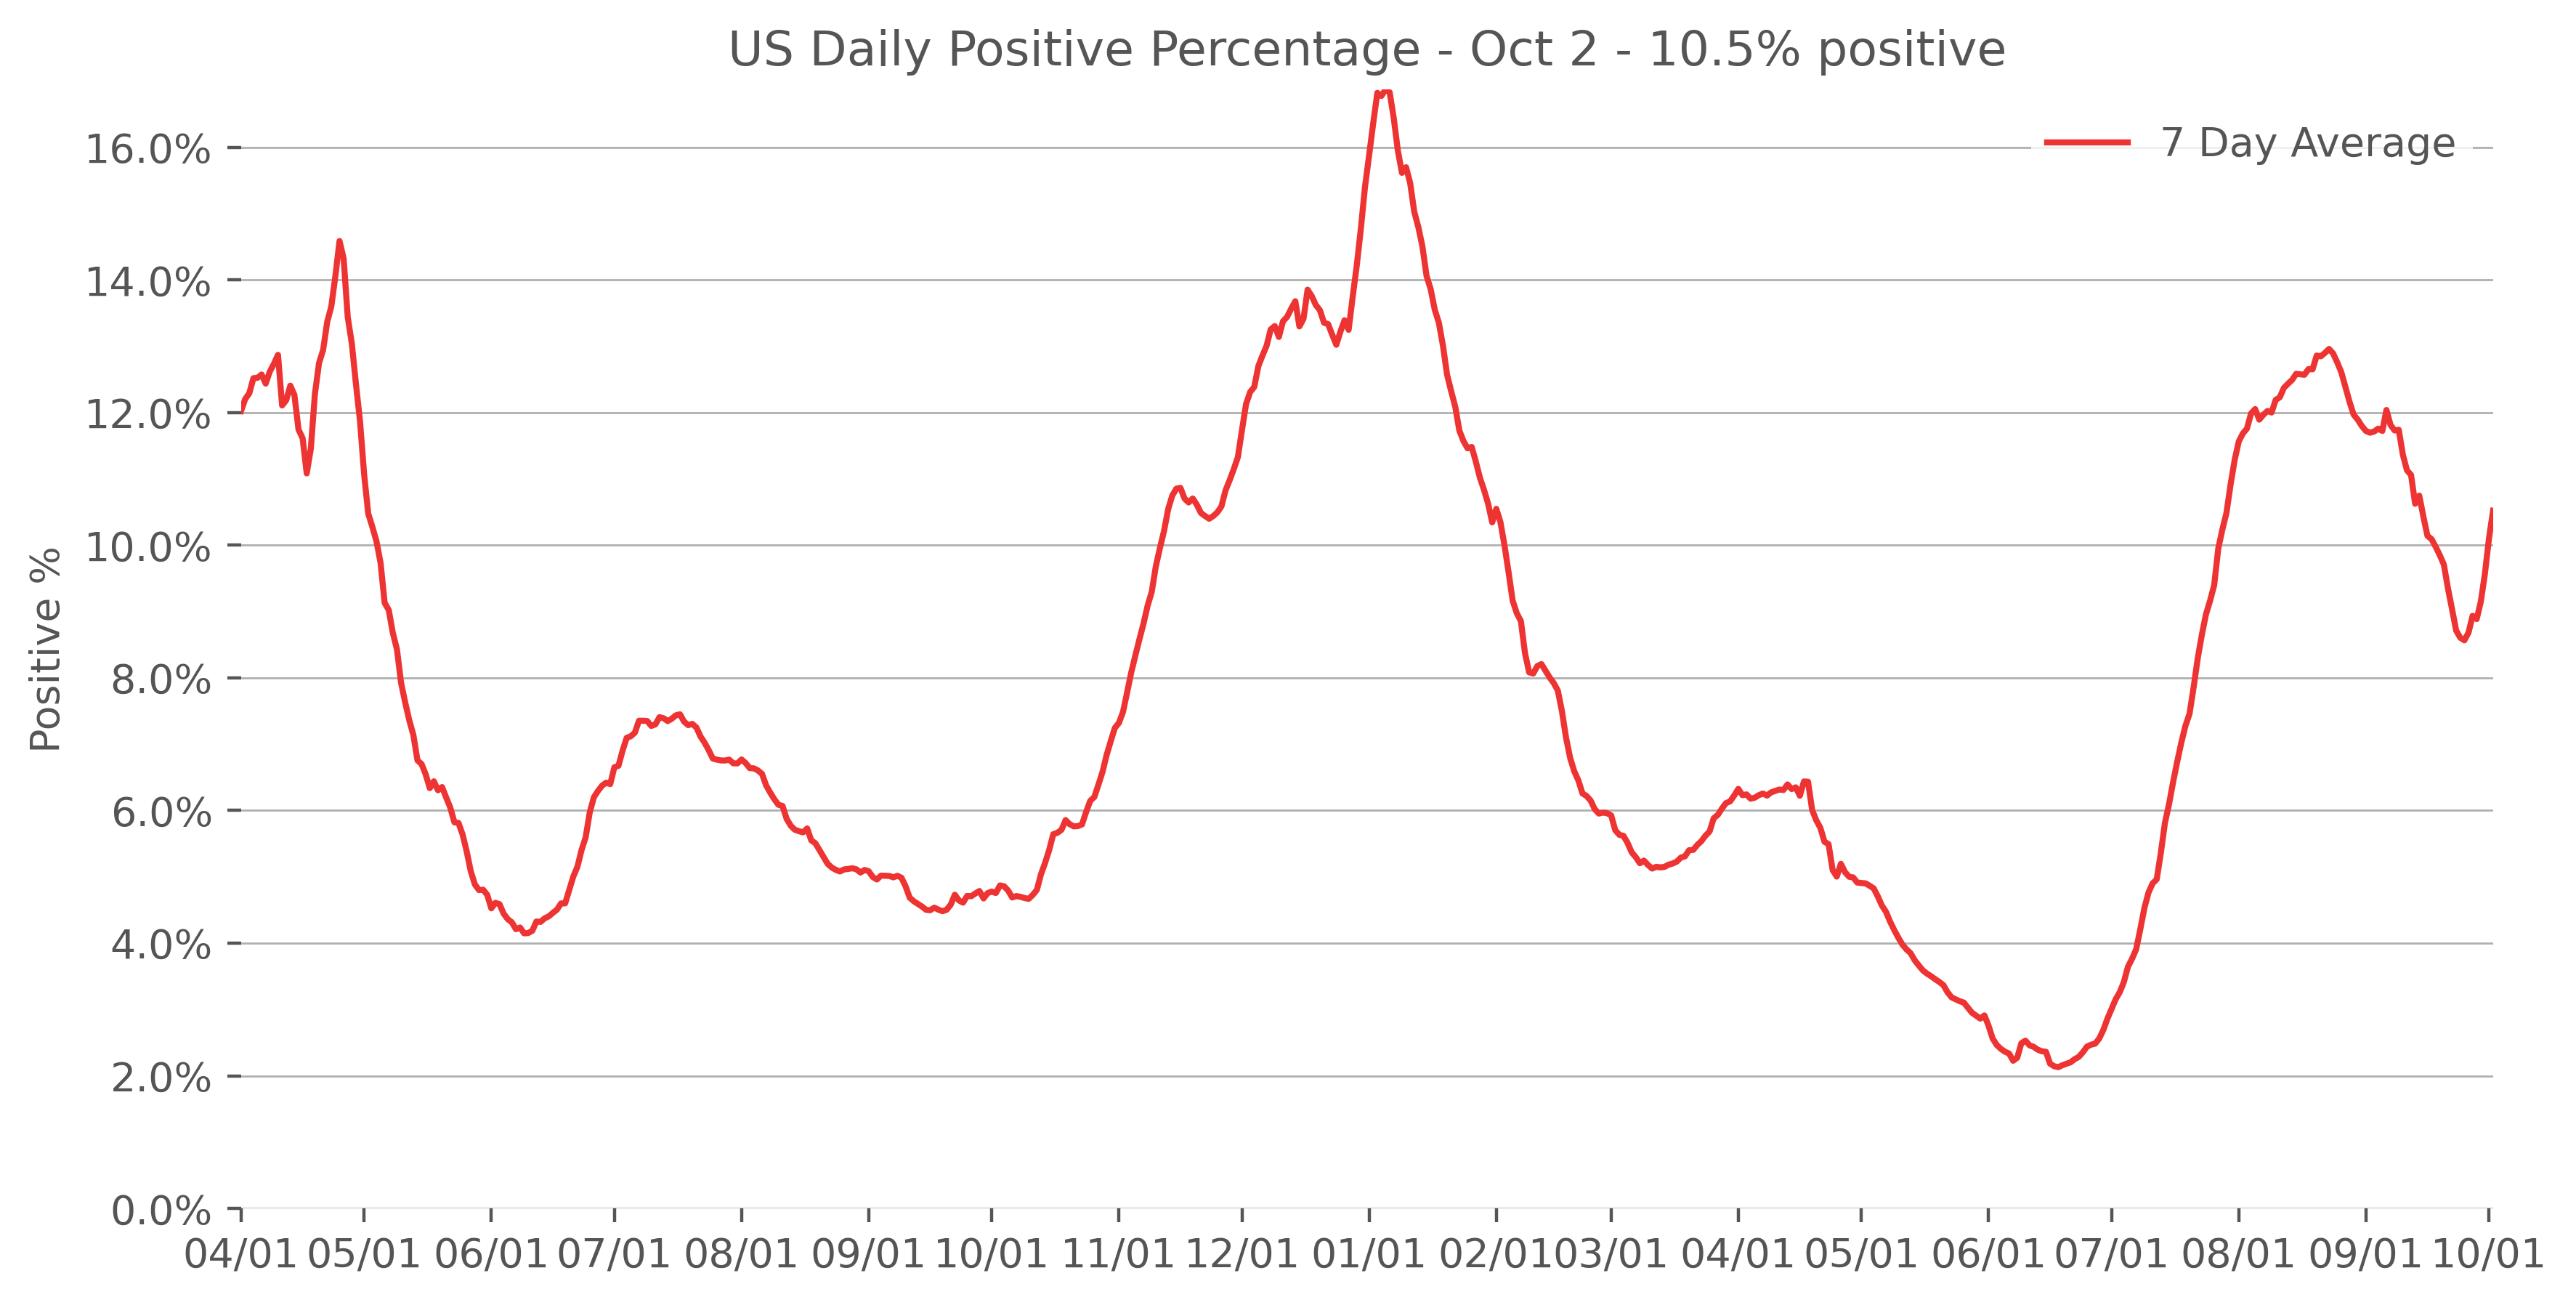 US Daily Positive Percentage - Oct 2 - 10.5% positive
7 Day Average
16.0%
14.0%
12.0%
10.0%
8.0%
6.0%
4.0%
2.0%
0.0%
Positive %
04/01 05/01 06/01 07/01 08/01 09/01 10/01 11/01 12/01 01/01 02/01 03/01 04/01 05/01 06/01 07/01 08/01 09/01 10/01